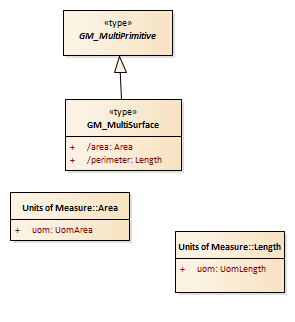 «type»
GM_MultiPrimitive
«type»
GM_MultiSurface
+ /area: Area
+ /perimeter: Length
Units of Measure::Area
+ uom: UomArea
Units of Measure::Length
+ uom: UomLength